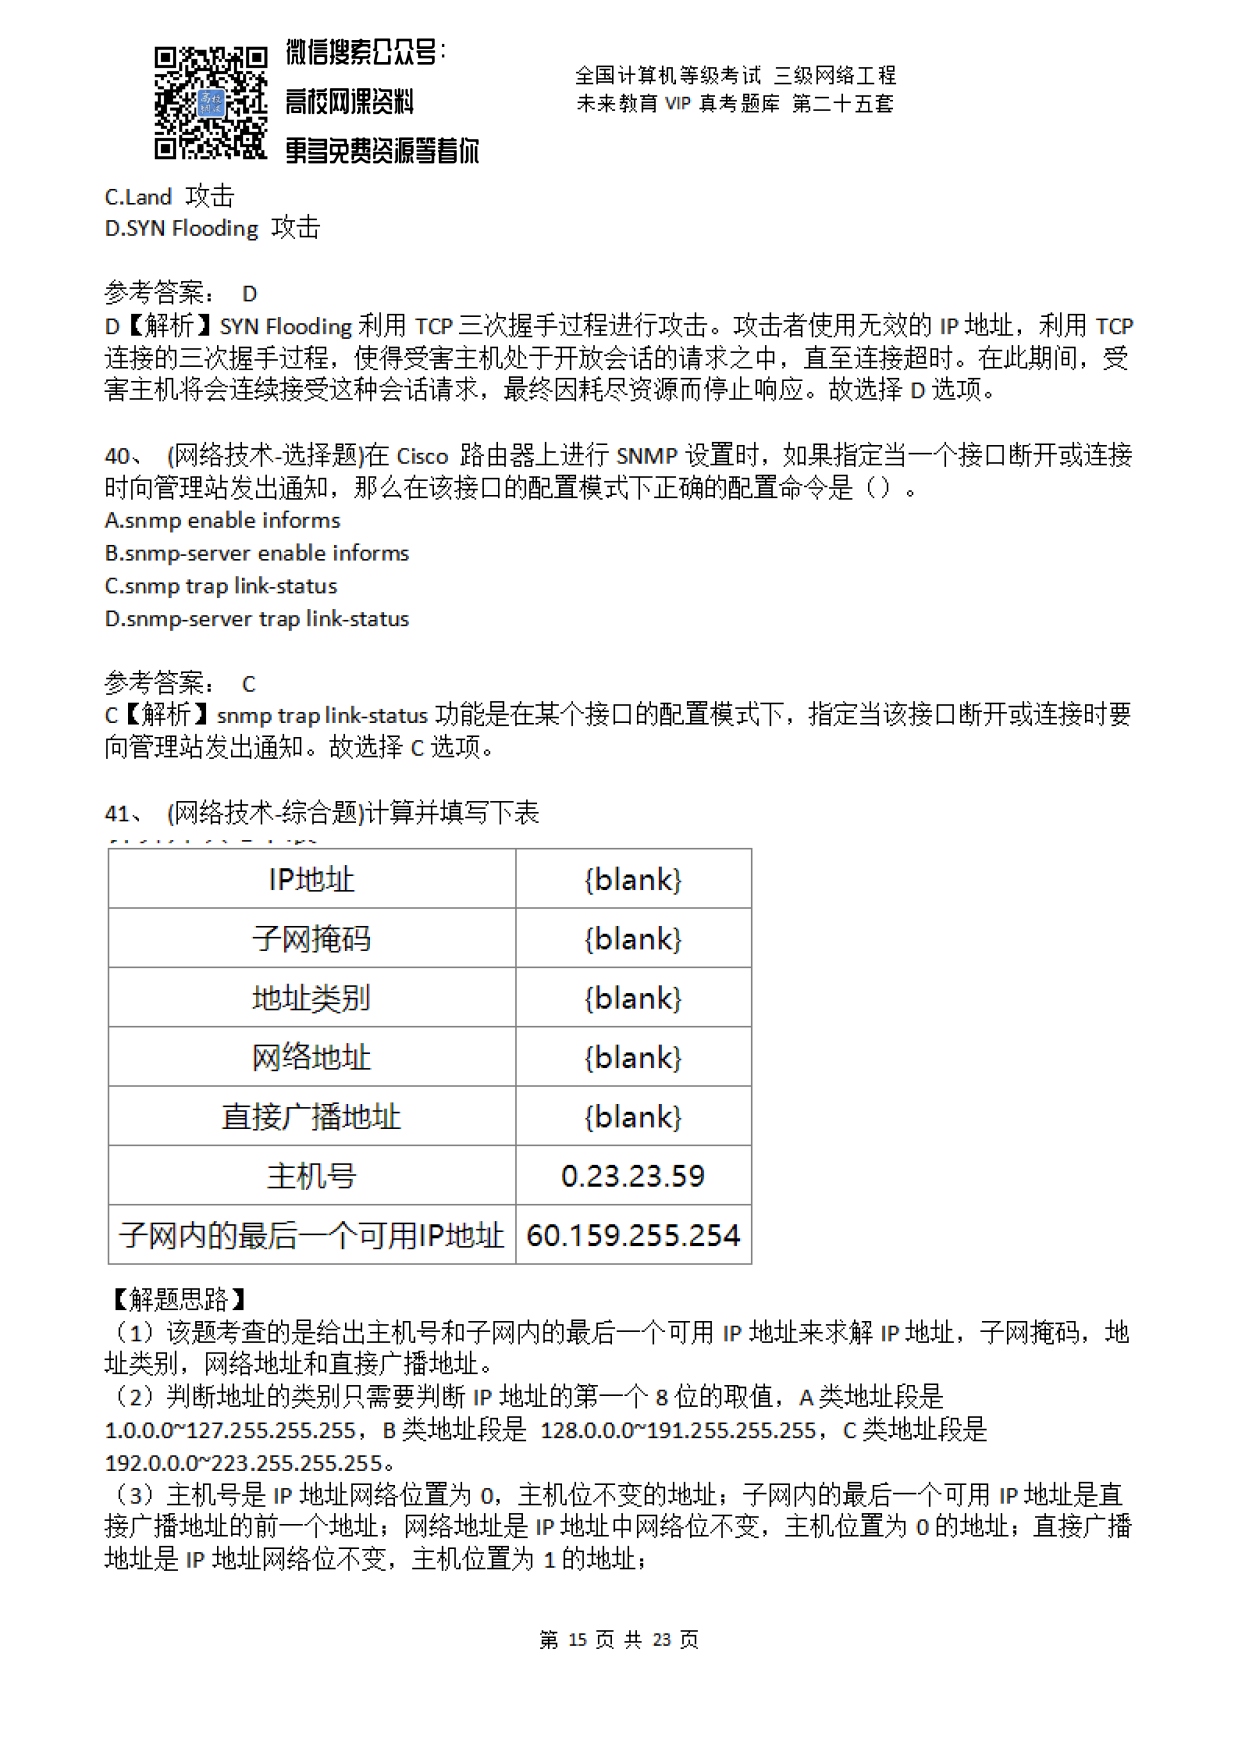 微信搜索公众号：
高校网课资料
更多免费资源等着你
全国计算机等级考试 三级网络工程
未来教育 VIP 真考题库 第二十五套
C.Land 攻击
D.SYN Flooding 攻击
参考答案： D
D【解析】SYN Flooding 利用 TCP 三次握手过程进行攻击。攻击者使用无效的 IP 地址，利用 TCP
连接的三次握手过程，使得受害主机处于开放会话的请求之中，直至连接超时。在此期间，受
害主机将会连续接受这种会话请求，最终因耗尽资源而停止响应。故选择 D 选项。
40、 (网络技术-选择题)在 Cisco 路由器上进行 SNMP 设置时，如果指定当一个接口断开或连接
时向管理站发出通知，那么在该接口的配置模式下正确的配置命令是（）。
A.snmp enable informs
B.snmp-server enable informs
C.snmp trap link-status
D.snmp-server trap link-status
参考答案： C
C【解析】snmp trap link-status 功能是在某个接口的配置模式下，指定当该接口断开或连接时要
向管理站发出通知。故选择 C 选项。
41、 (网络技术-综合题)计算并填写下表
IP地址 {blank}
子网掩码 {blank}
地址类别 {blank}
网络地址 {blank}
直接广播地址 {blank}
主机号 0.23.23.59
子网内的最后一个可用IP地址 60.159.255.254
【解题思路】
（1）该题考查的是给出主机号和子网内的最后一个可用 IP 地址来求解 IP 地址，子网掩码，地
址类别，网络地址和直接广播地址。
（2）判断地址的类别只需要判断 IP 地址的第一个 8 位的取值，A 类地址段是
1.0.0.0~127.255.255.255，B 类地址段是 128.0.0.0~191.255.255.255，C 类地址段是
192.0.0.0~223.255.255.255。
（3）主机号是 IP 地址网络位置为 0，主机位不变的地址；子网内的最后一个可用 IP 地址是直
接广播地址的前一个地址；网络地址是 IP 地址中网络位不变，主机位置为 0 的地址；直接广播
地址是 IP 地址网络位不变，主机位置为 1 的地址；
第 15 页 共 23 页